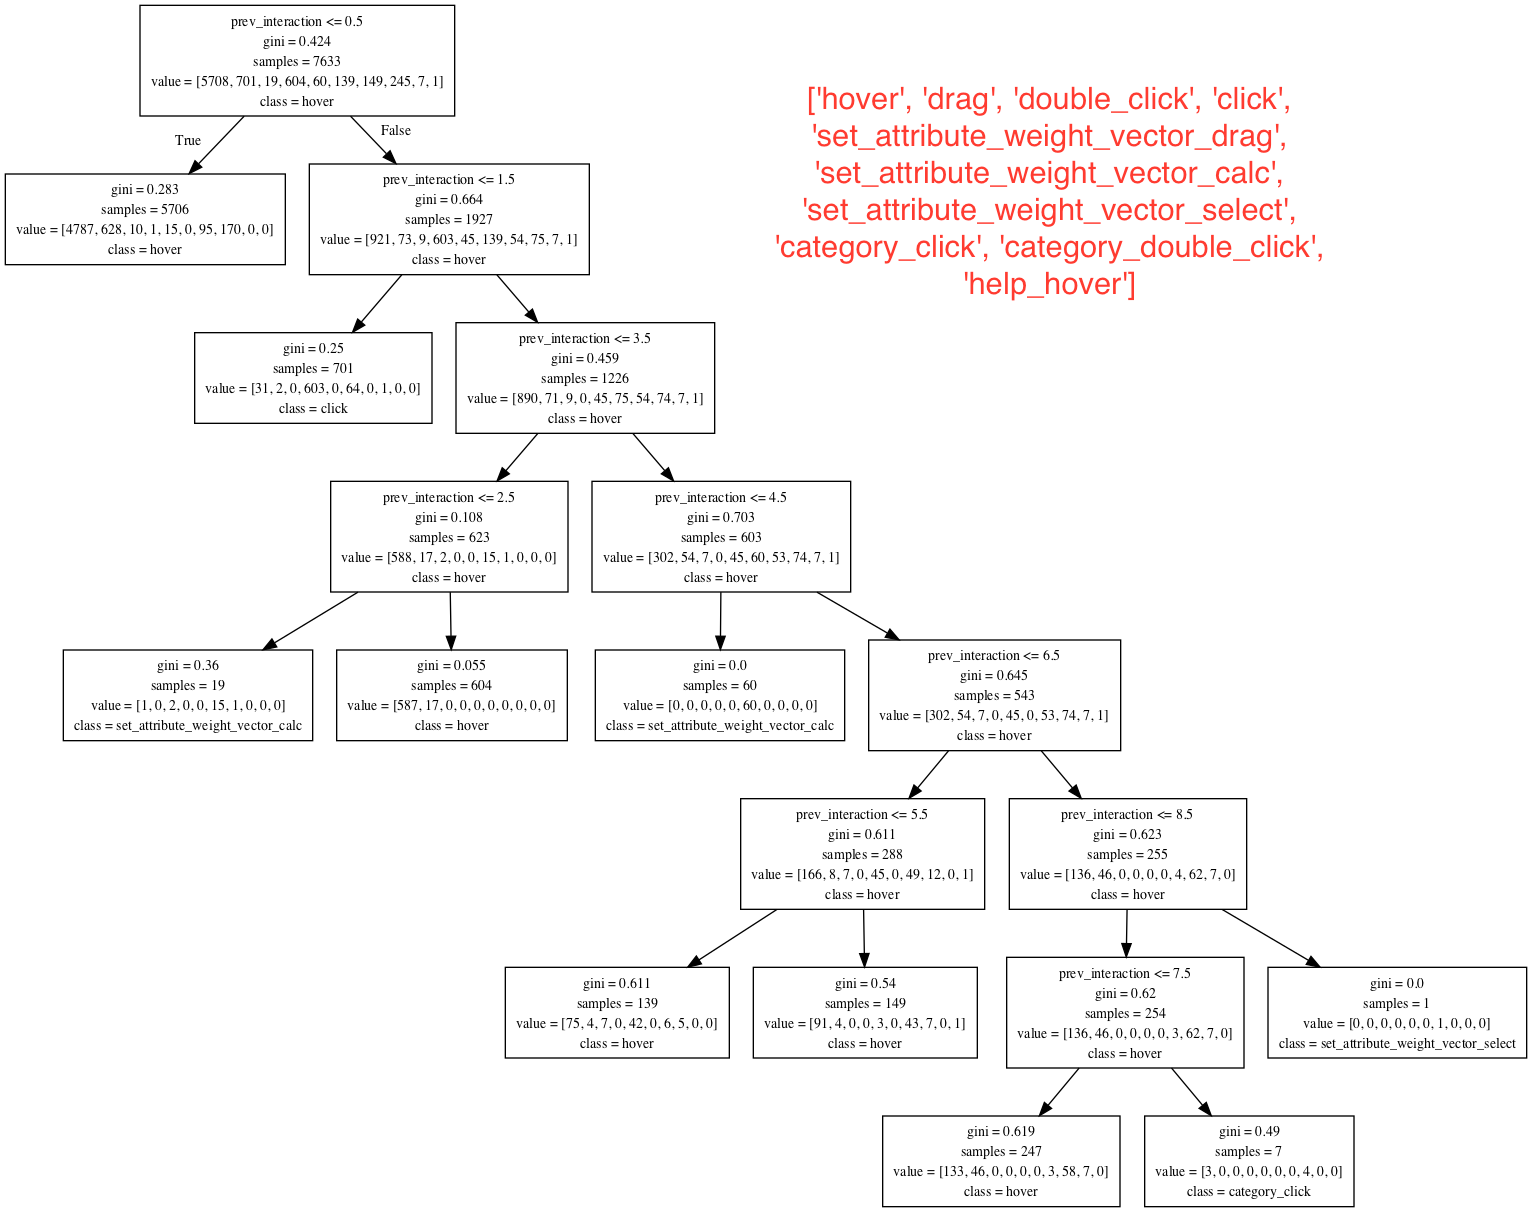 prev_interaction <= 0.5
gini = 0.424
samples = 7633
value = [5708, 701, 19, 604, 60, 139, 149, 245, 7, 1]
class = hover
['hover', 'drag', 'double_click', 'click',
'set_attribute_weight_vector_drag',
'set_attribute_weight_vector_calc',
'set_attribute_weight_vector_select',
'category_click', 'category_double_click',
'help_hover']
True
False
gini = 0.283
samples = 5706
value = [4787, 628, 10, 1, 15, 0, 95, 170, 0, 0]
class = hover
prev_interaction <= 1.5
gini = 0.664
samples = 1927
value = [921, 73, 9, 603, 45, 139, 54, 75, 7, 1]
class = hover
gini = 0.25
samples = 701
value = [31, 2, 0, 603, 0, 64, 0, 1, 0, 0]
class = click
prev_interaction <= 3.5
gini = 0.459
samples = 1226
value = [890, 71, 9, 0, 45, 75, 54, 74, 7, 1]
class = hover
prev_interaction <= 2.5
gini = 0.108
samples = 623
value = [588, 17, 2, 0, 0, 15, 1, 0, 0, 0]
class = hover
prev_interaction <= 4.5
gini = 0.703
samples = 603
value = [302, 54, 7, 0, 45, 60, 53, 74, 7, 1]
class = hover
gini = 0.36
samples = 19
value = [1, 0, 2, 0, 0, 15, 1, 0, 0, 0]
class = set_attribute_weight_vector_calc
gini = 0.055
samples = 604
value = [587, 17, 0, 0, 0, 0, 0, 0, 0, 0]
class = hover
gini = 0.0
samples = 60
value = [0, 0, 0, 0, 0, 60, 0, 0, 0, 0]
class = set_attribute_weight_vector_calc
prev_interaction <= 6.5
gini = 0.645
samples = 543
value = [302, 54, 7, 0, 45, 0, 53, 74, 7, 1]
class = hover
prev_interaction <= 5.5
gini = 0.611
samples = 288
value = [166, 8, 7, 0, 45, 0, 49, 12, 0, 1]
class = hover
prev_interaction <= 8.5
gini = 0.623
samples = 255
value = [136, 46, 0, 0, 0, 0, 4, 62, 7, 0]
class = hover
gini = 0.611
samples = 139
value = [75, 4, 7, 0, 42, 0, 6, 5, 0, 0]
class = hover
gini = 0.54
samples = 149
value = [91, 4, 0, 0, 3, 0, 43, 7, 0, 1]
class = hover
prev_interaction <= 7.5
gini = 0.62
samples = 254
value = [136, 46, 0, 0, 0, 0, 3, 62, 7, 0]
class = hover
gini = 0.0
samples = 1
value = [0, 0, 0, 0, 0, 0, 1, 0, 0, 0]
class = set_attribute_weight_vector_select
gini = 0.619
samples = 247
value = [133, 46, 0, 0, 0, 0, 3, 58, 7, 0]
class = hover
gini = 0.49
samples = 7
value = [3, 0, 0, 0, 0, 0, 0, 4, 0, 0]
class = category_click